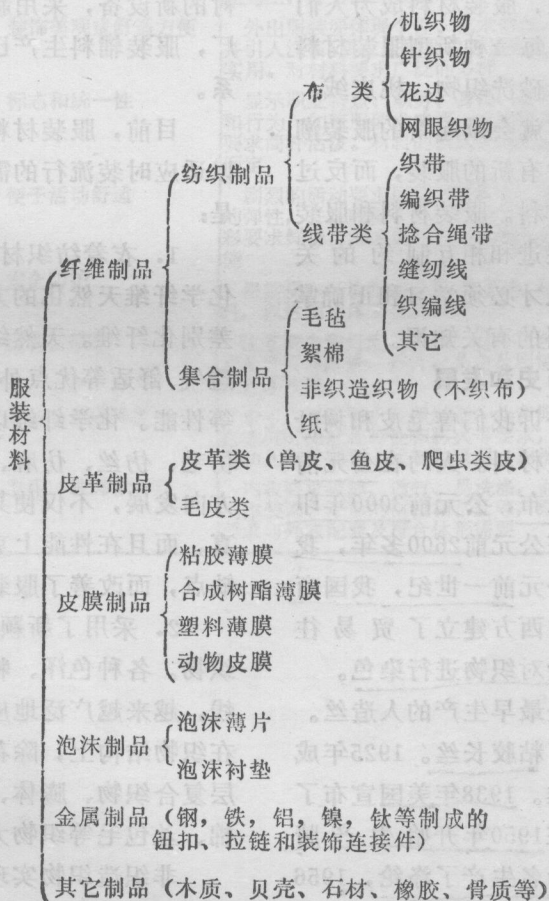 机织物
针织物
布 类
花边
网眼织物
纺织制品
织带
编织带
线带类
捻合绳带
缝纫线
织编线
其它
纤维制品
毛毡
絮棉
集合制品
非织造织物（不织布）
纸
服装材料
皮革制品
皮革类（兽皮、鱼皮、爬虫类皮）
毛皮类
皮膜制品
粘胶薄膜
合成树酯薄膜
塑料薄膜
动物皮膜
泡沫制品
泡沫薄片
泡沫衬垫
金属制品（钢，铁，铝，镍，钛等制成的
钮扣、拉链和装饰连接件）
其它制品（木质、贝壳、石材、橡胶、骨质等）